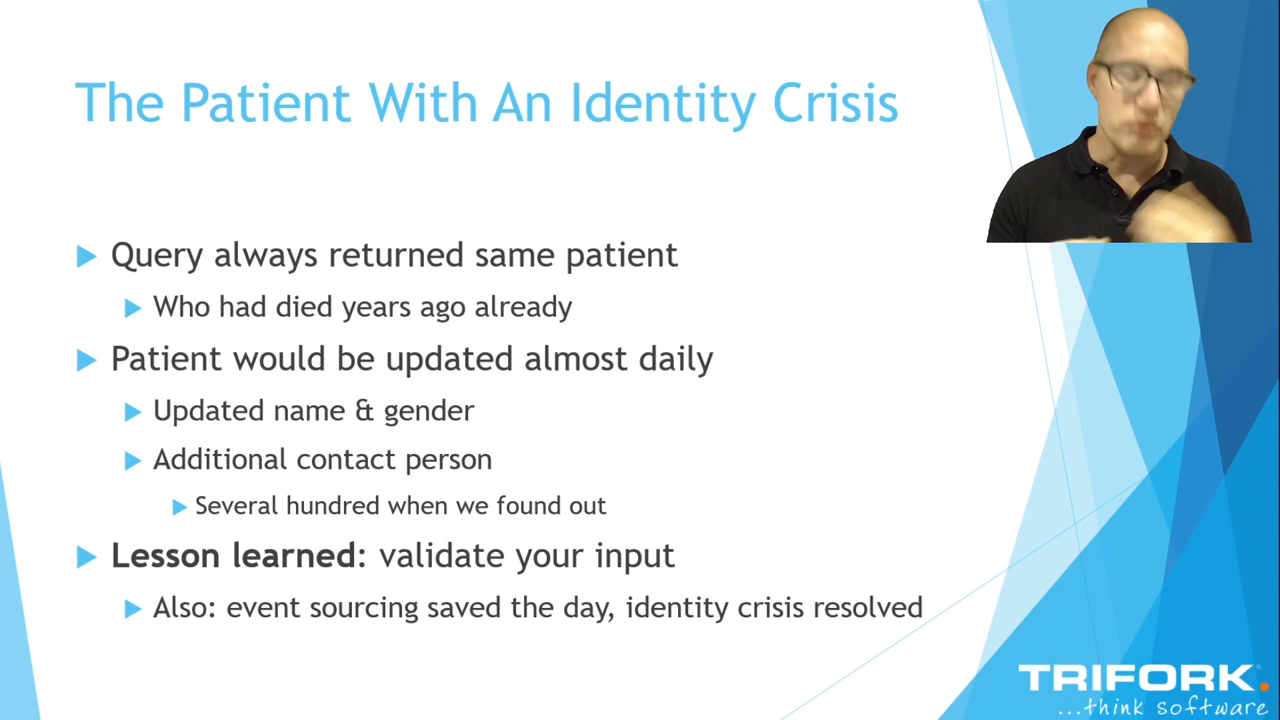 The Patient With An Identity Crisis
Query always returned same patient
Who had died years ago already
Patient would be updated almost daily
Updated name & gender
Additional contact person
Several hundred when we found out
Lesson learned: validate your input
Also: event sourcing saved the day, identity crisis resolved
TRIFORK.
...think software